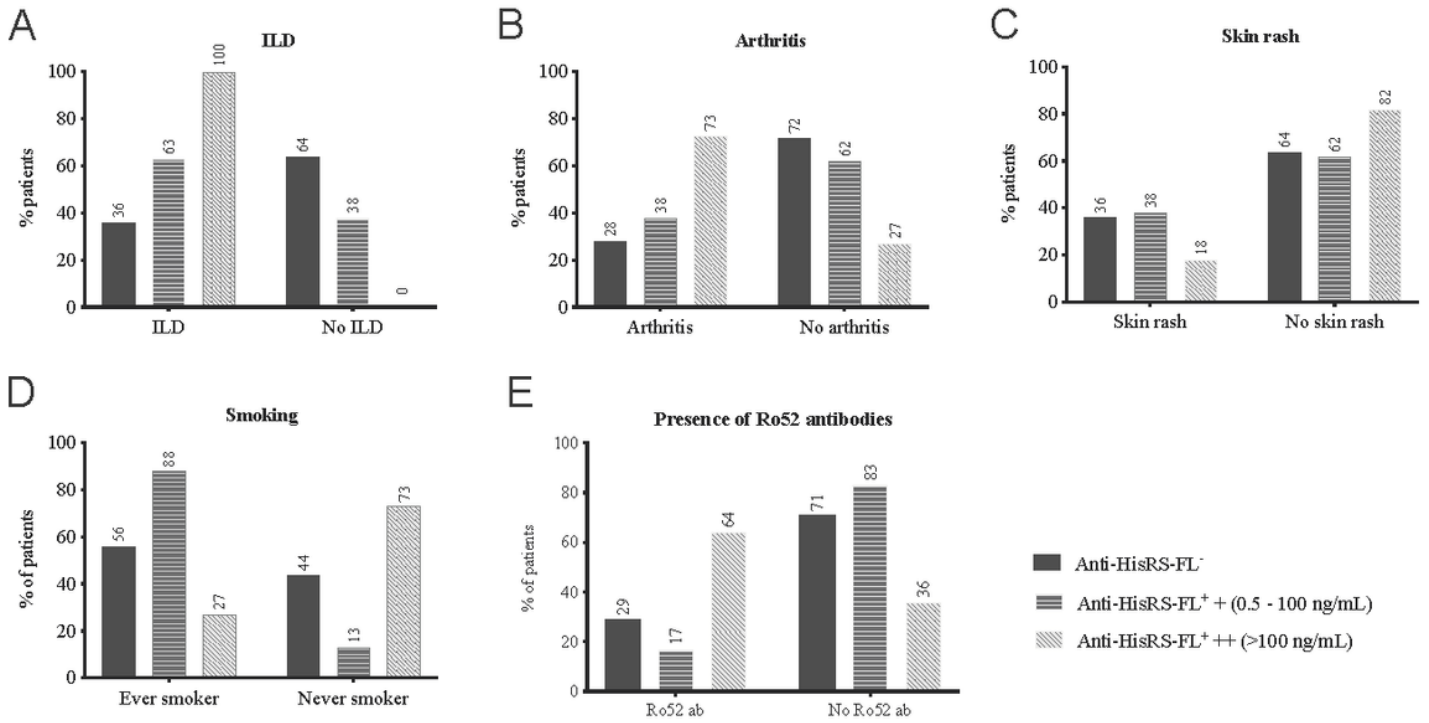 A
ILD
% patients
100
80
60
40
20
0
36
63
100
64
38
0
ILD
No ILD
B
Arthritis
% patients
100
80
60
40
20
0
28
38
73
72
62
27
Arthritis
No arthritis
C
Skin rash
% patients
100
80
60
40
20
0
36
38
18
64
62
82
Skin rash
No skin rash
D
Smoking
% of patients
100
80
60
40
20
0
56
88
27
44
13
73
Ever smoker
Never smoker
E
Presence of Ro52 antibodies
% of patients
100
80
60
40
20
0
29
17
64
71
83
36
Ro52 ab
No Ro52 ab
Anti-HisRS-FL⁻
Anti-HisRS-FL⁺ + (0.5 - 100 ng/mL)
Anti-HisRS-FL⁺ ++ (>100 ng/mL)